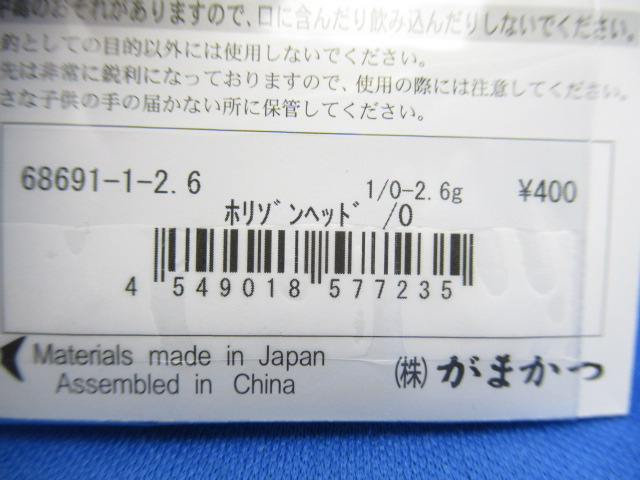 のおそれがありますので、口に含んだり飲み込んだりしないでください。
釣としての目的以外には使用しないでください。
先は非常に鋭利になっておりますので、使用の際には注意してください。
さな子供の手の届かない所に保管してください。
68691-1-2.6
1/0-2.6g
¥400
ホリゾンヘッド /0
4 549018 577235
Materials made in Japan
Assembled in China
(株)がまかつ